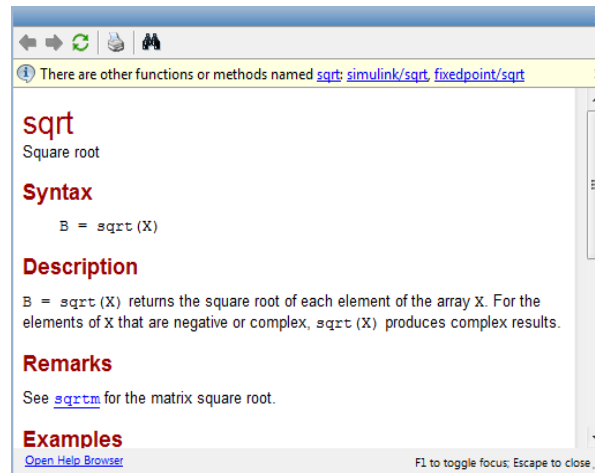 There are other functions or methods named sqrt: simulink/sqrt, fixedpoint/sqrt
sqrt
Square root
Syntax
B = sqrt(X)
Description
B = sqrt(X) returns the square root of each element of the array X. For the
elements of X that are negative or complex, sqrt(X) produces complex results.
Remarks
See sqrtm for the matrix square root.
Examples
Open Help Browser F1 to toggle focus; Escape to close